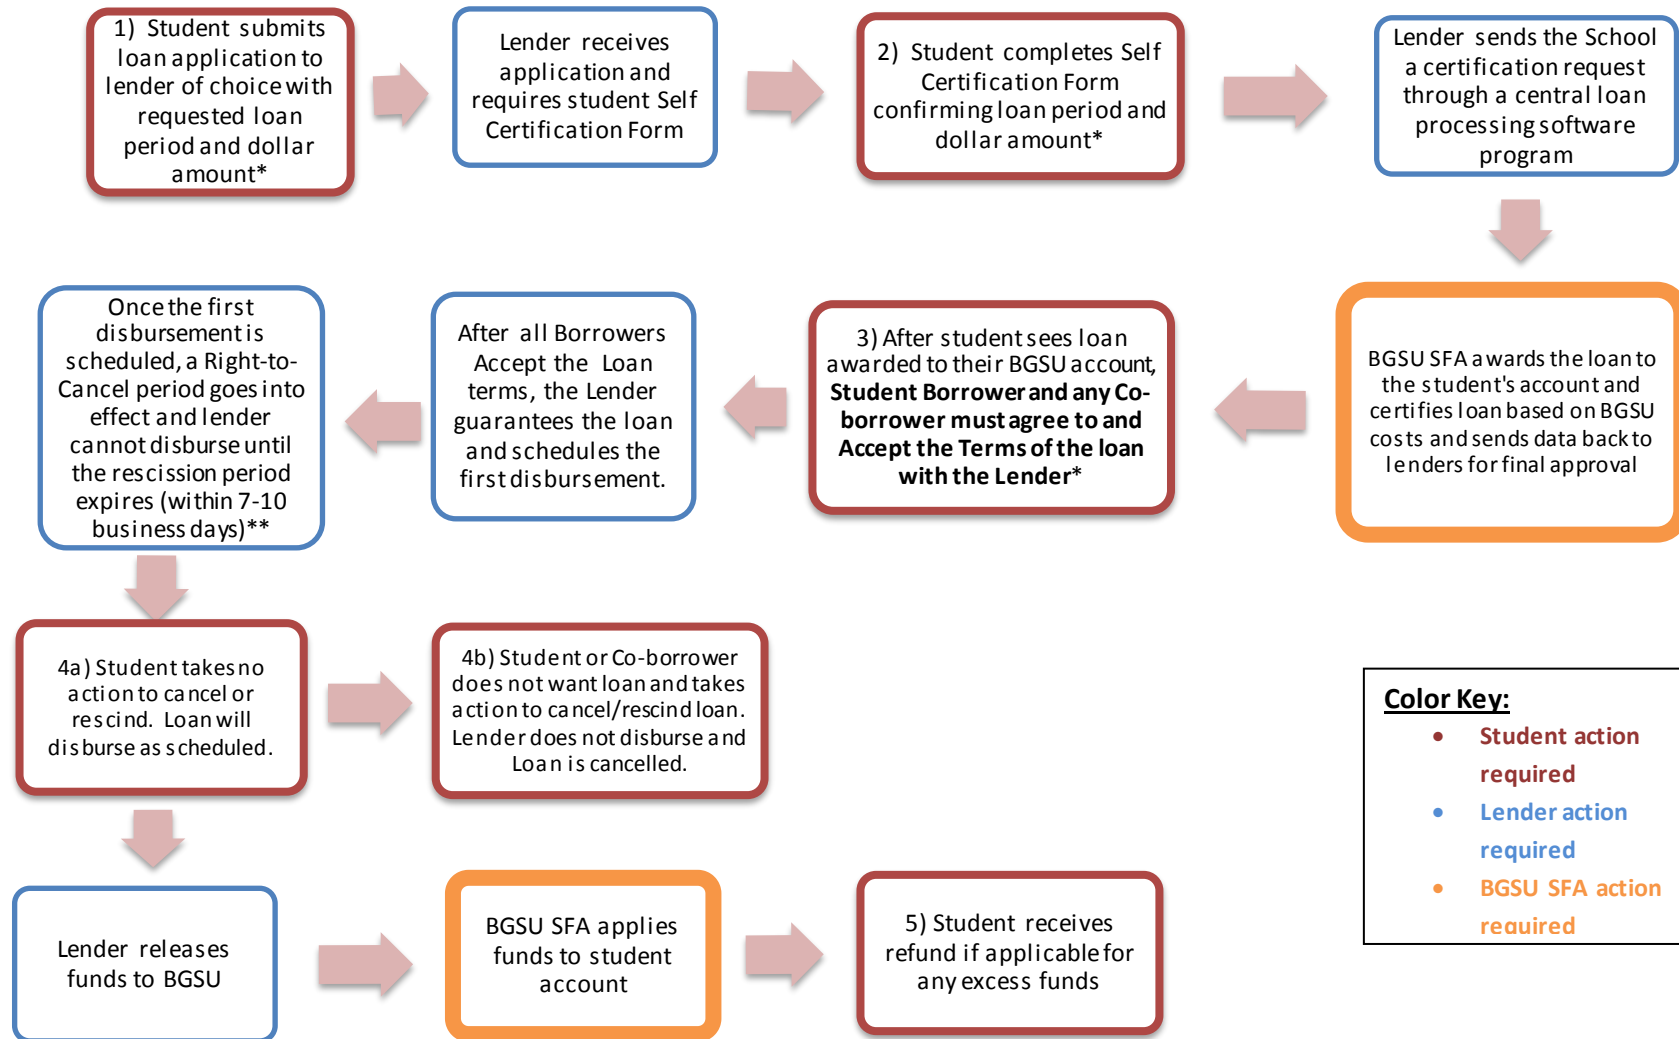 1) Student submits
loan application to
lender of choice with
requested loan
period and dollar
amount*
Lender receives
application and
requires student Self
Certification Form
2) Student completes Self
Certification Form
confirming loan period and
dollar amount*
Lender sends the School
a certification request
through a central loan
processing software
program
BGSU SFA awards the loan to
the student's account and
certifies loan based on BGSU
costs and sends data back to
lenders for final approval
3) After student sees loan
awarded to their BGSU account,
Student Borrower and any Co-
borrower must agree to and
Accept the Terms of the loan
with the Lender*
After all Borrowers
Accept the Loan
terms, the Lender
guarantees the loan
and schedules the
first disbursement.
Once the first
disbursement is
scheduled, a Right-to-
Cancel period goes into
effect and lender
cannot disburse until
the rescission period
expires (within 7-10
business days)**
4a) Student takes no
action to cancel or
rescind. Loan will
disburse as scheduled.
4b) Student or Co-borrower
does not want loan and takes
action to cancel/rescind loan.
Lender does not disburse and
Loan is cancelled.
Lender releases
funds to BGSU
BGSU SFA applies
funds to student
account
5) Student receives
refund if applicable for
any excess funds
Color Key:
• Student action
required
• Lender action
required
• BGSU SFA action
required